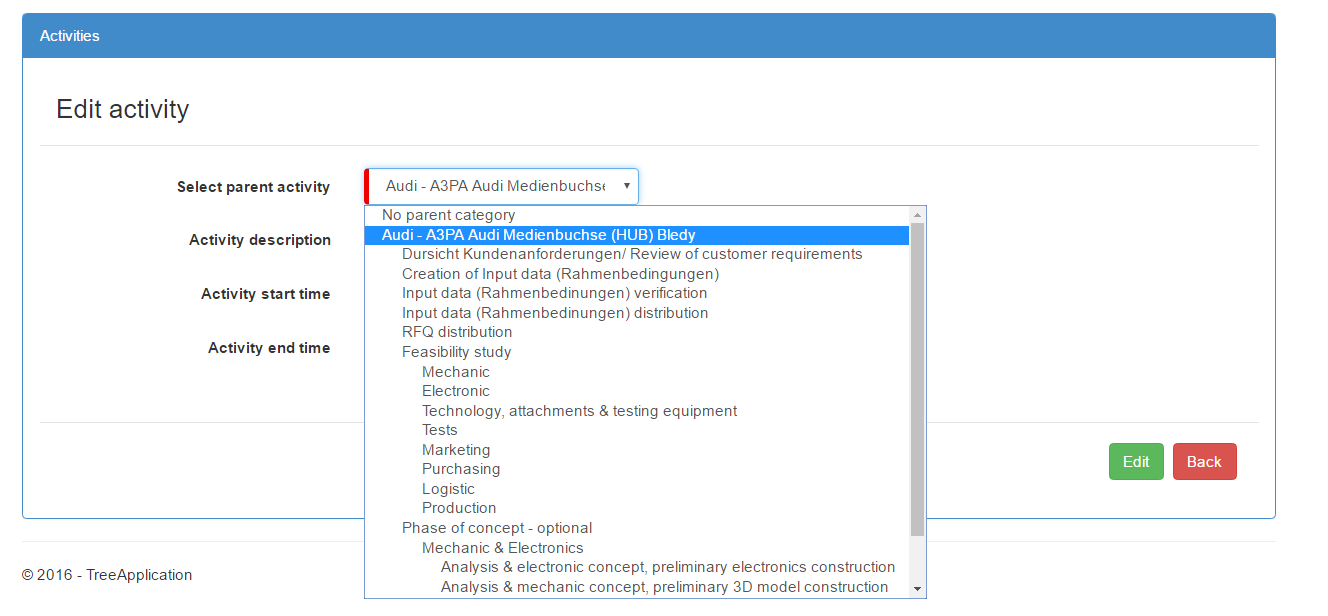 Activities
Edit activity
Select parent activity
Audi - A3PA Audi Medienbuchse
No parent category
Audi - A3PA Audi Medienbuchse (HUB) Bledy
Activity description
Dursicht Kundenanforderungen/ Review of customer requirements
Creation of Input data (Rahmenbedingungen)
Activity start time
Input data (Rahmenbedinungen) verification
Input data (Rahmenbedinungen) distribution
RFQ distribution
Activity end time
Feasibility study
Mechanic
Electronic
Technology, attachments & testing equipment
Tests
Marketing
Purchasing
Logistic
Production
Edit
Back
Phase of concept - optional
Mechanic & Electronics
Analysis & electronic concept, preliminary electronics construction
Analysis & mechanic concept, preliminary 3D model construction
© 2016 - TreeApplication